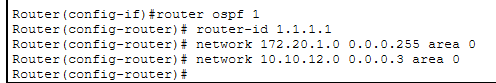 Router(config-if)#router ospf 1
Router(config-router)# router-id 1.1.1.1
Router(config-router)# network 172.20.1.0 0.0.0.255 area 0
Router(config-router)# network 10.10.12.0 0.0.0.3 area 0
Router(config-router)#